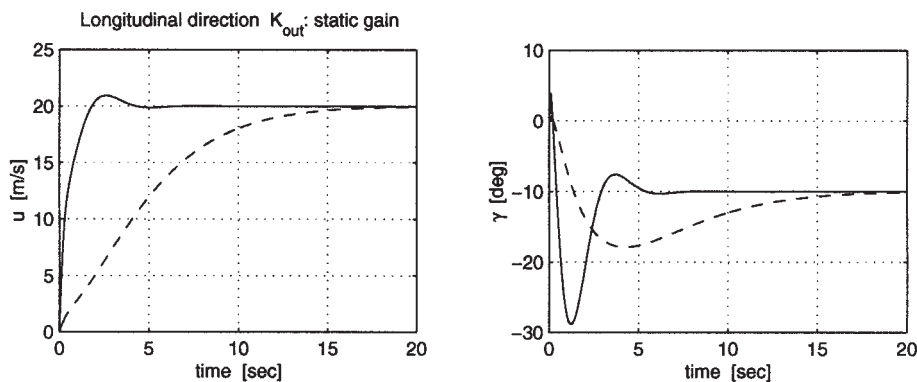 Longitudinal direction K_out: static gain
25
20
15
10
5
0
u [m/s]
0 5 10 15 20
time [sec]
10
0
−10
−20
−30
γ [deg]
0 5 10 15 20
time [sec]